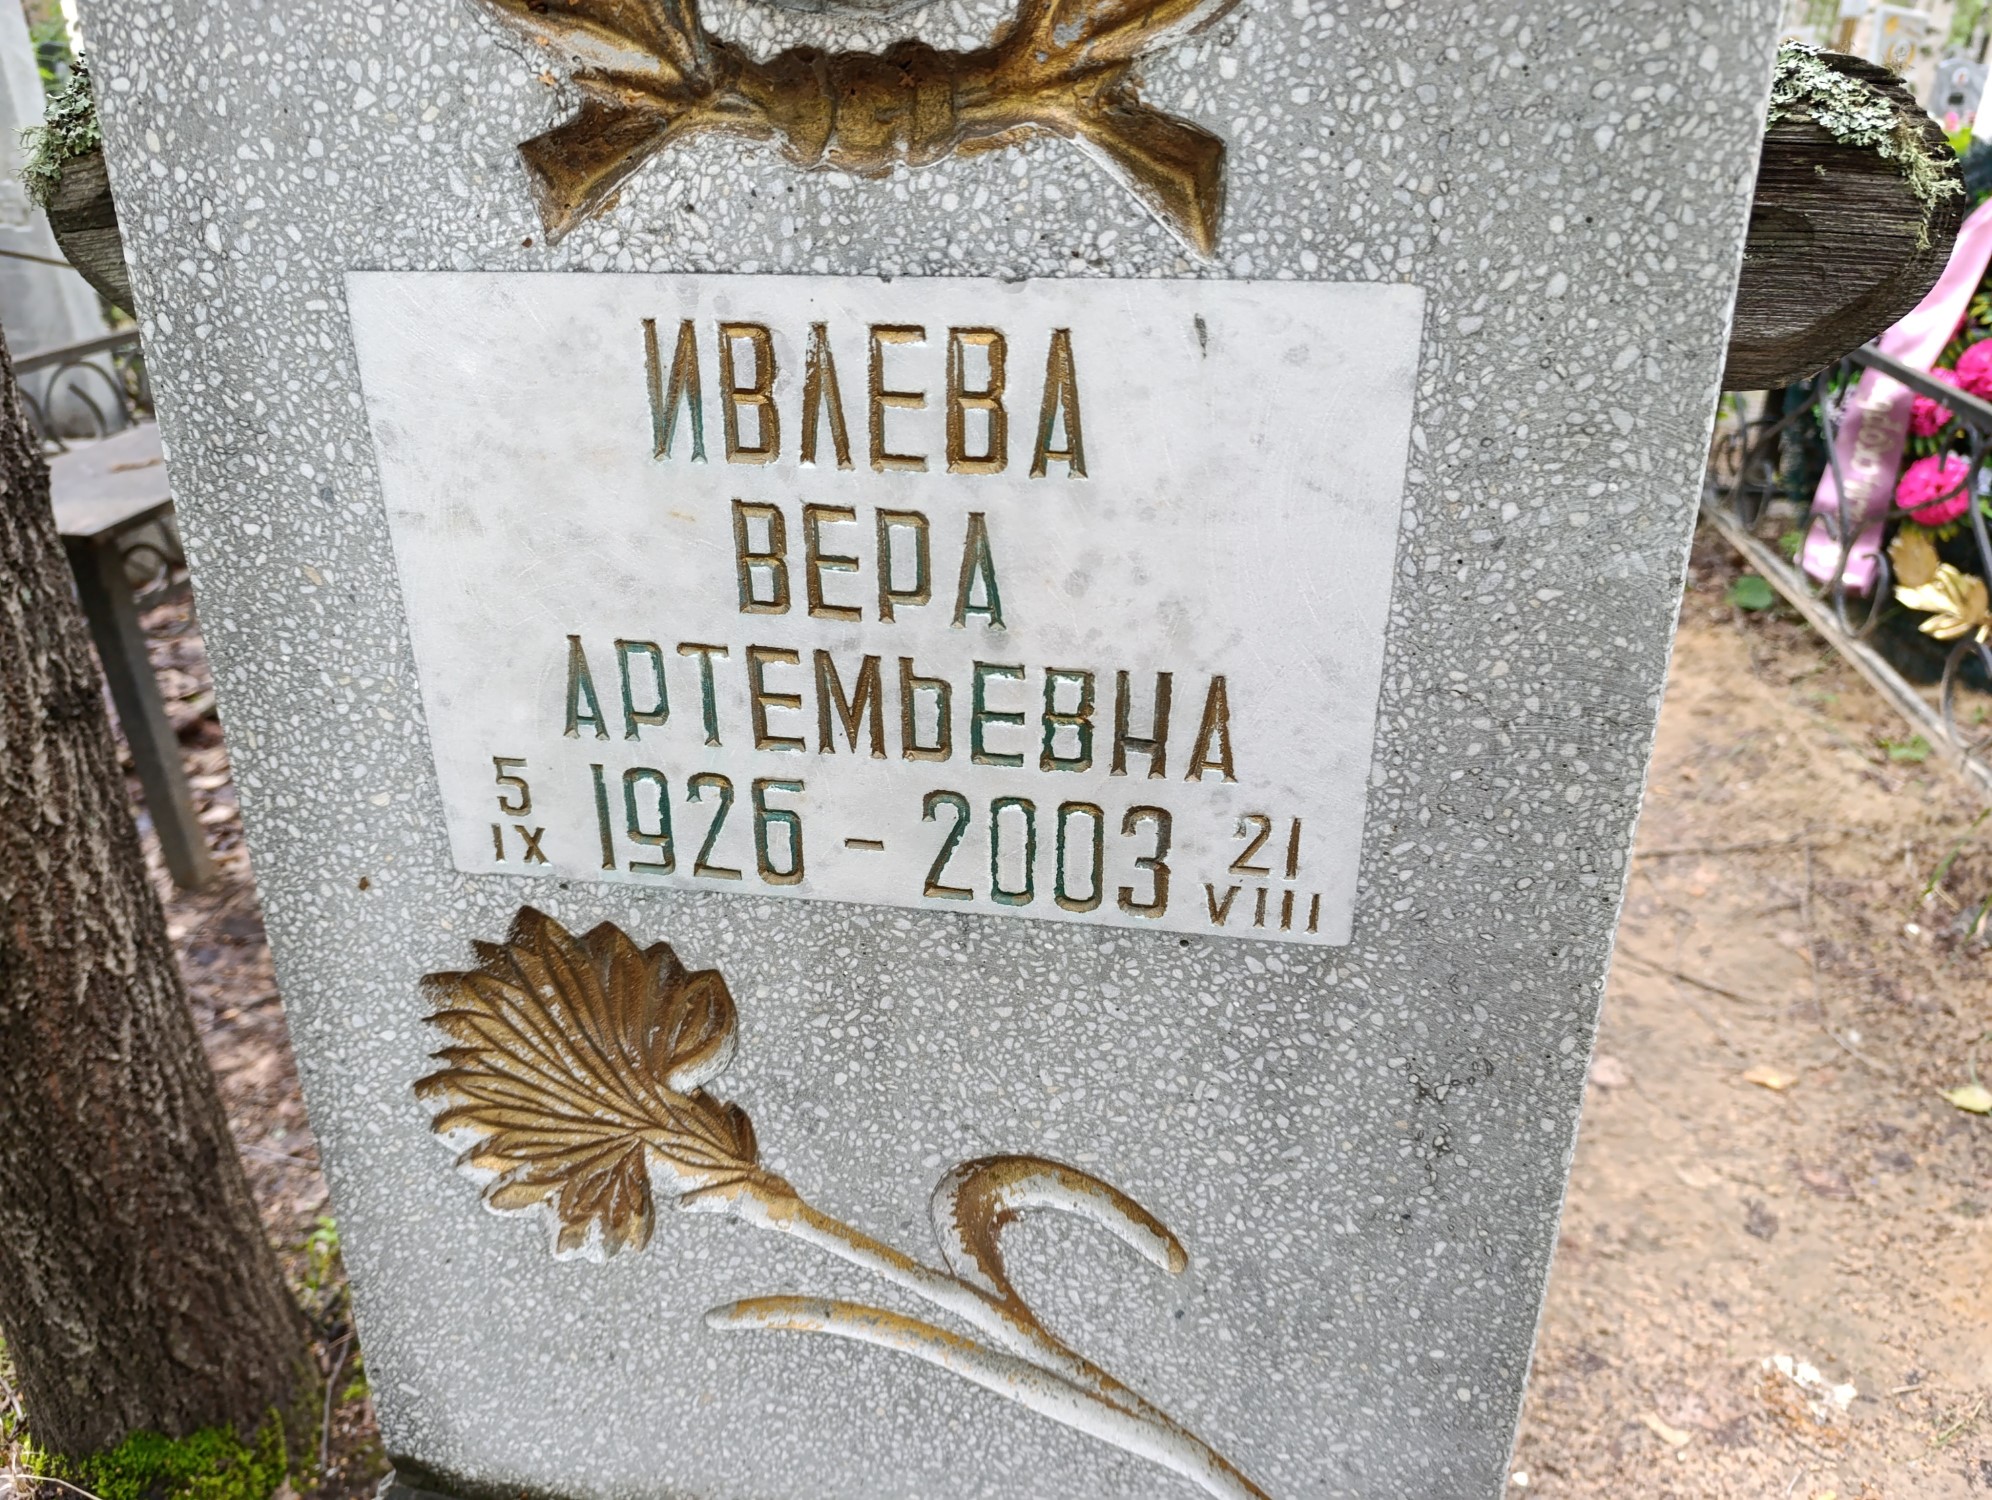 ИВЛЕВА
ВЕРА
АРТЕМЬЕВНА
5 IX 1926 – 2003 21 VIII